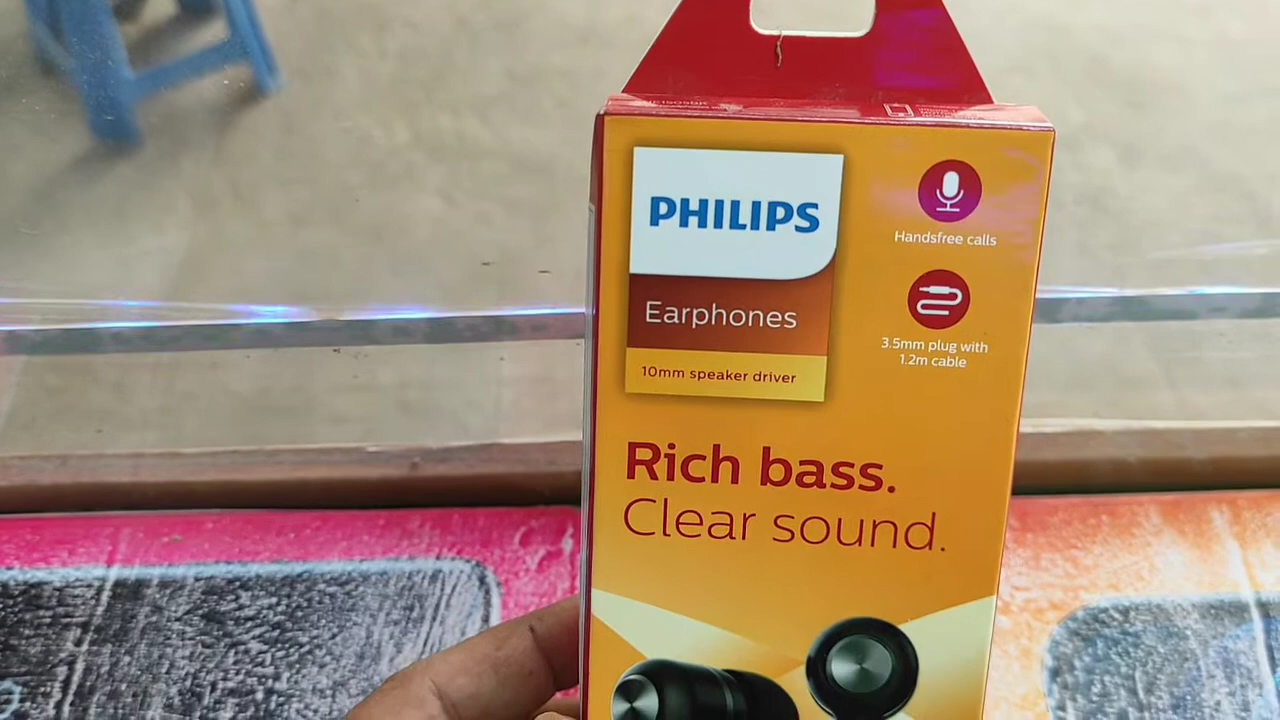 PHILIPS
Earphones
10mm speaker driver
Handsfree calls
3.5mm plug with
1.2m cable
Rich bass.
Clear sound.